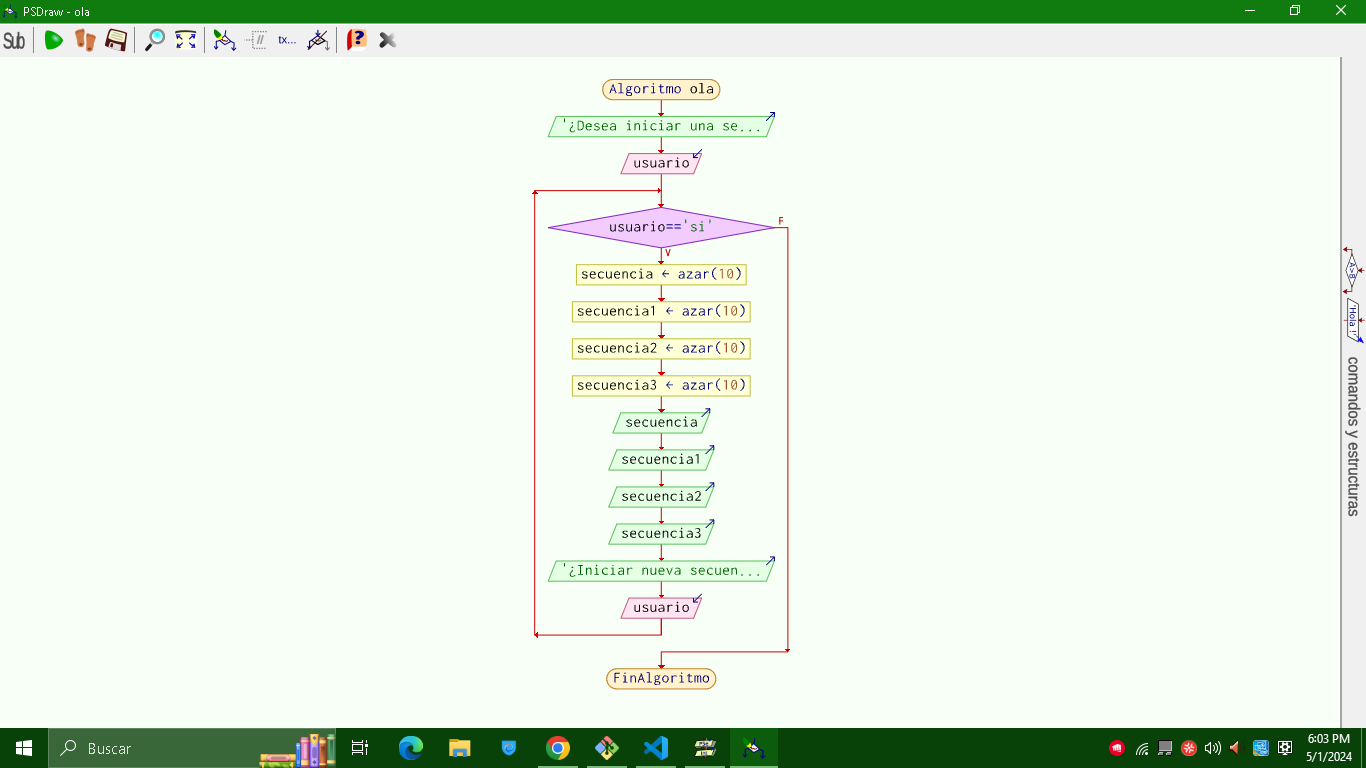 PSDraw - ola
Sub
tx...
Algoritmo ola
'¿Desea iniciar una se...
usuario
usuario=='si'
F
V
secuencia ← azar(10)
secuencia1 ← azar(10)
secuencia2 ← azar(10)
secuencia3 ← azar(10)
secuencia
secuencia1
secuencia2
secuencia3
'¿Iniciar nueva secuen...
usuario
FinAlgoritmo
A>B
'Hola !'
comandos y estructuras
Buscar
6:03 PM
5/1/2024